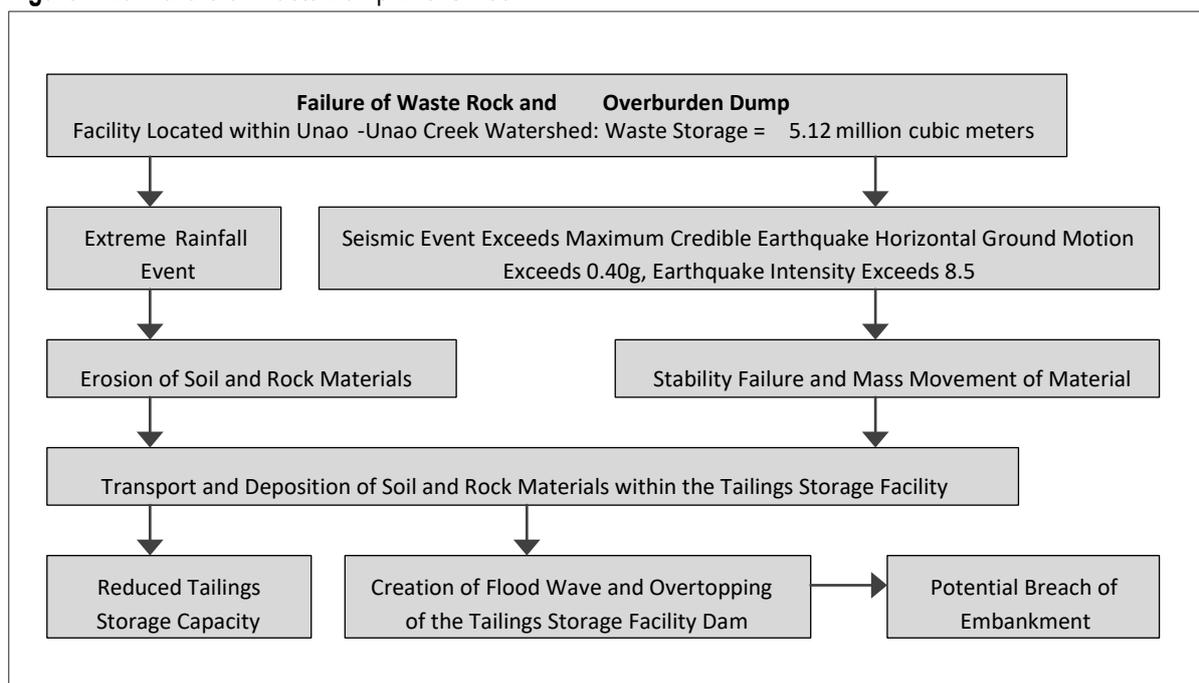 Failure of Waste Rock and Overburden Dump
Facility Located within Unao -Unao Creek Watershed: Waste Storage = 5.12 million cubic meters
Extreme Rainfall
Event
Seismic Event Exceeds Maximum Credible Earthquake Horizontal Ground Motion
Exceeds 0.40g, Earthquake Intensity Exceeds 8.5
Erosion of Soil and Rock Materials
Stability Failure and Mass Movement of Material
Transport and Deposition of Soil and Rock Materials within the Tailings Storage Facility
Reduced Tailings
Storage Capacity
Creation of Flood Wave and Overtopping
of the Tailings Storage Facility Dam
Potential Breach of
Embankment